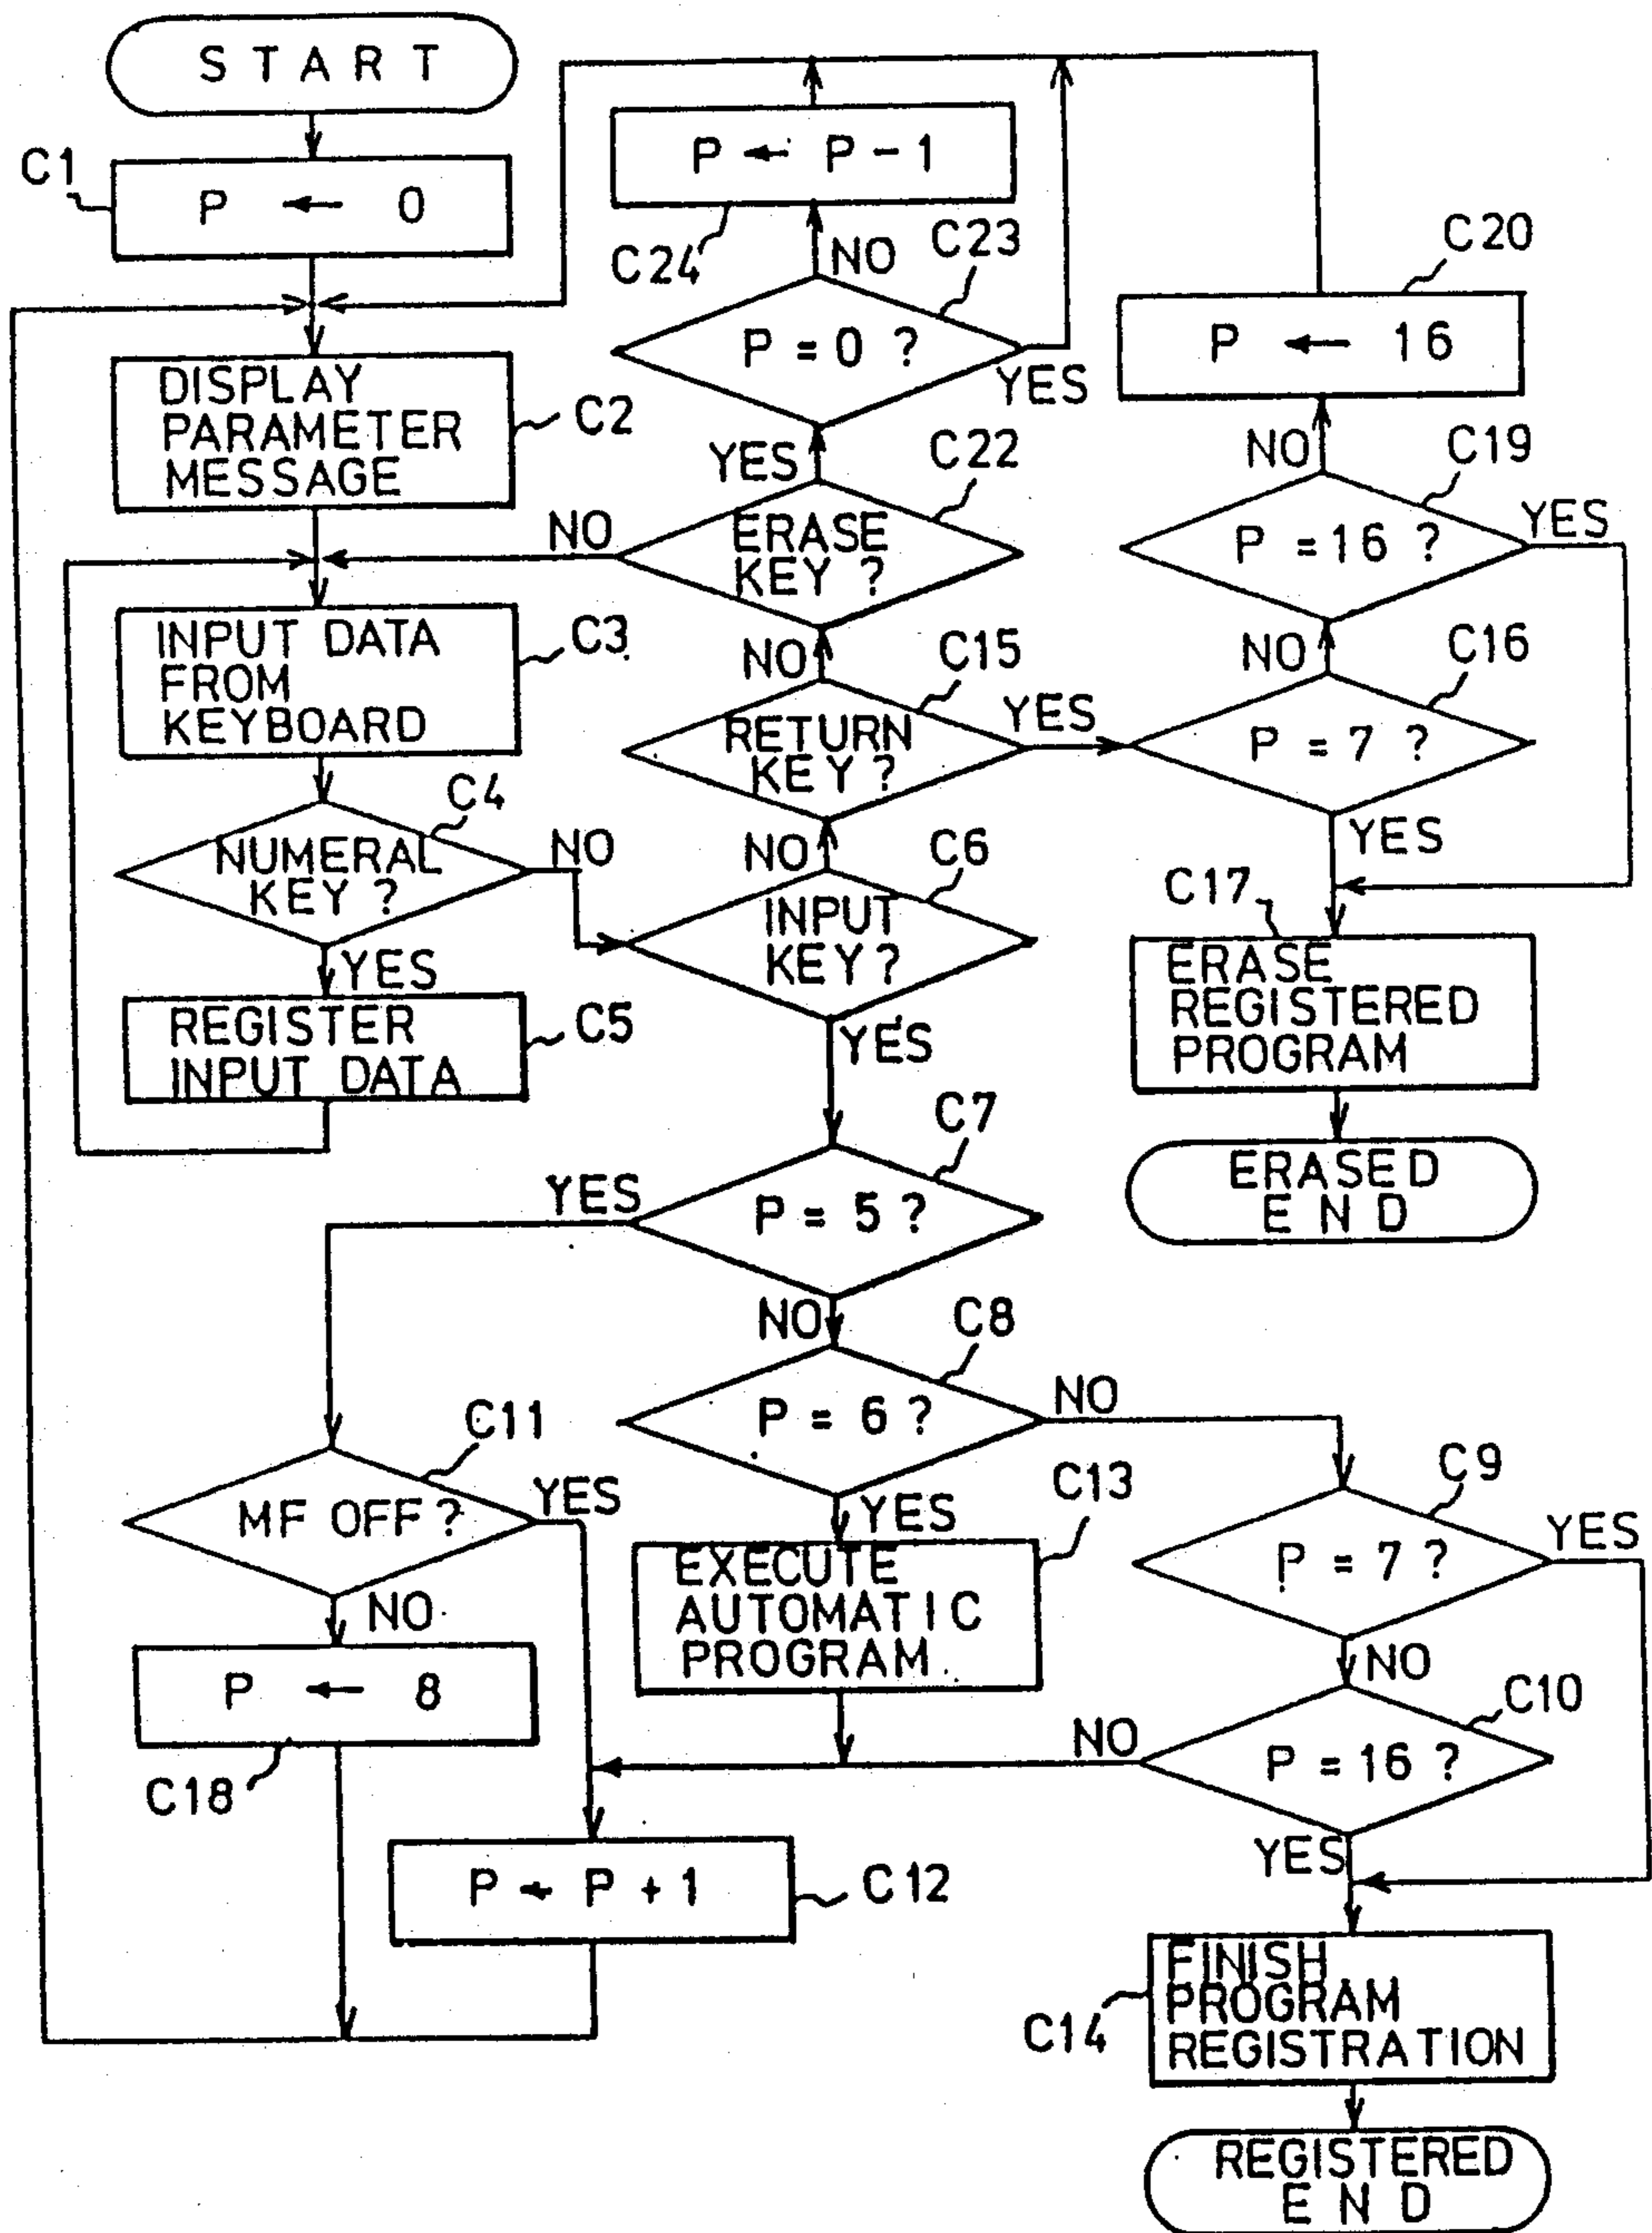 START
C1
P ← 0
DISPLAY
PARAMETER
MESSAGE
C2
INPUT DATA
FROM
KEYBOARD
C3
C4
NUMERAL
KEY ?
NO
YES
REGISTER
INPUT DATA
C5
P ← P - 1
C24
NO
C23
P = 0 ?
YES
YES
C22
ERASE
KEY ?
NO
NO
C15
RETURN
KEY ?
YES
NO
C6
INPUT
KEY ?
YES
C20
P ← 16
NO
C19
P = 16 ?
YES
NO
C16
P = 7 ?
YES
C17
ERASE
REGISTERED
PROGRAM
ERASED
END
C7
P = 5 ?
YES
NO
C8
P = 6 ?
NO
YES
C13
EXECUTE
AUTOMATIC
PROGRAM
C11
MF OFF ?
YES
NO
P ← 8
C18
C9
P = 7 ?
YES
NO
C10
P = 16 ?
NO
YES
P ← P + 1
C12
C14
FINISH
PROGRAM
REGISTRATION
REGISTERED
END